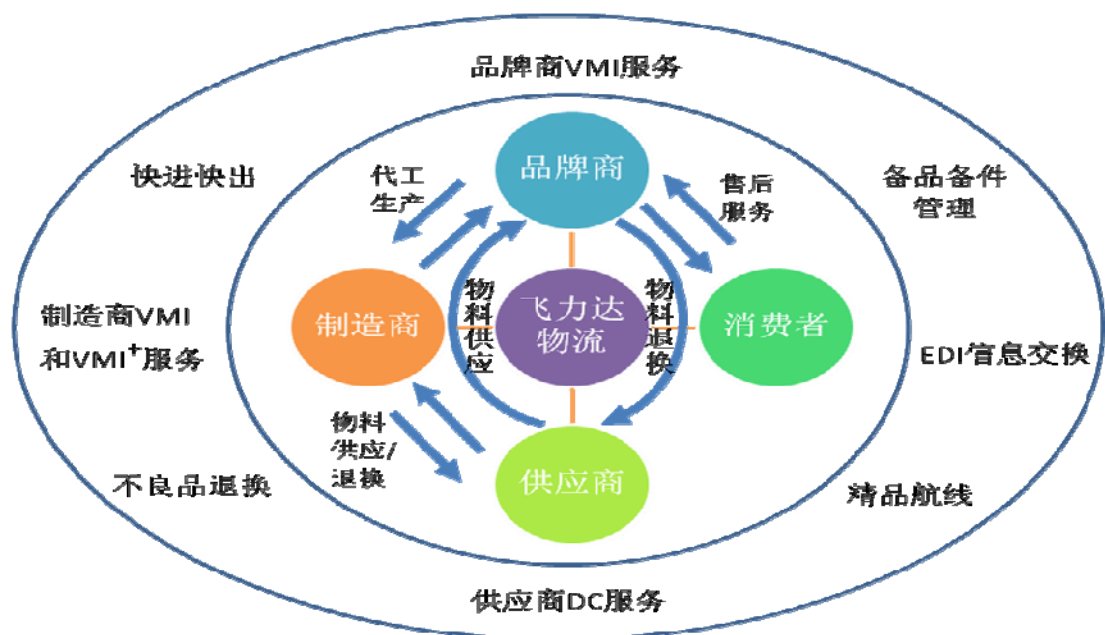 品牌商VMI服务
快进快出
代工
生产
品牌商
售后
服务
备品备件
管理
制造商VMI
和VMI⁺服务
制造商
物料供应
飞力达
物流
物料退换
消费者
EDI信息交换
物料
供应/
退换
供应商
不良品退换
精品航线
供应商DC服务